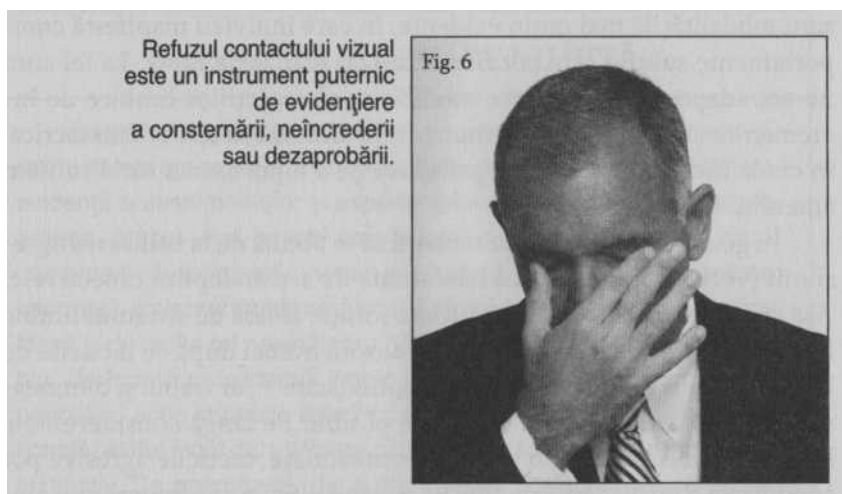 Refuzul contactului vizual
este un instrument puternic
de evidenţiere
a consternării, neîncrederii
sau dezaprobării.
Fig. 6